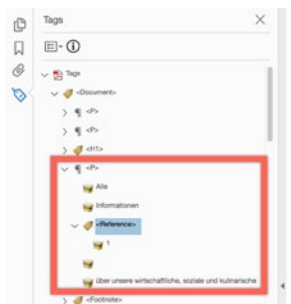 Tags
Tags
<Document>
<P>
<P>
<H1>
<P>
Alle
Informationen
<Reference>
1
über unsere wirtschaftliche, soziale und kulinarische
<Footnote>